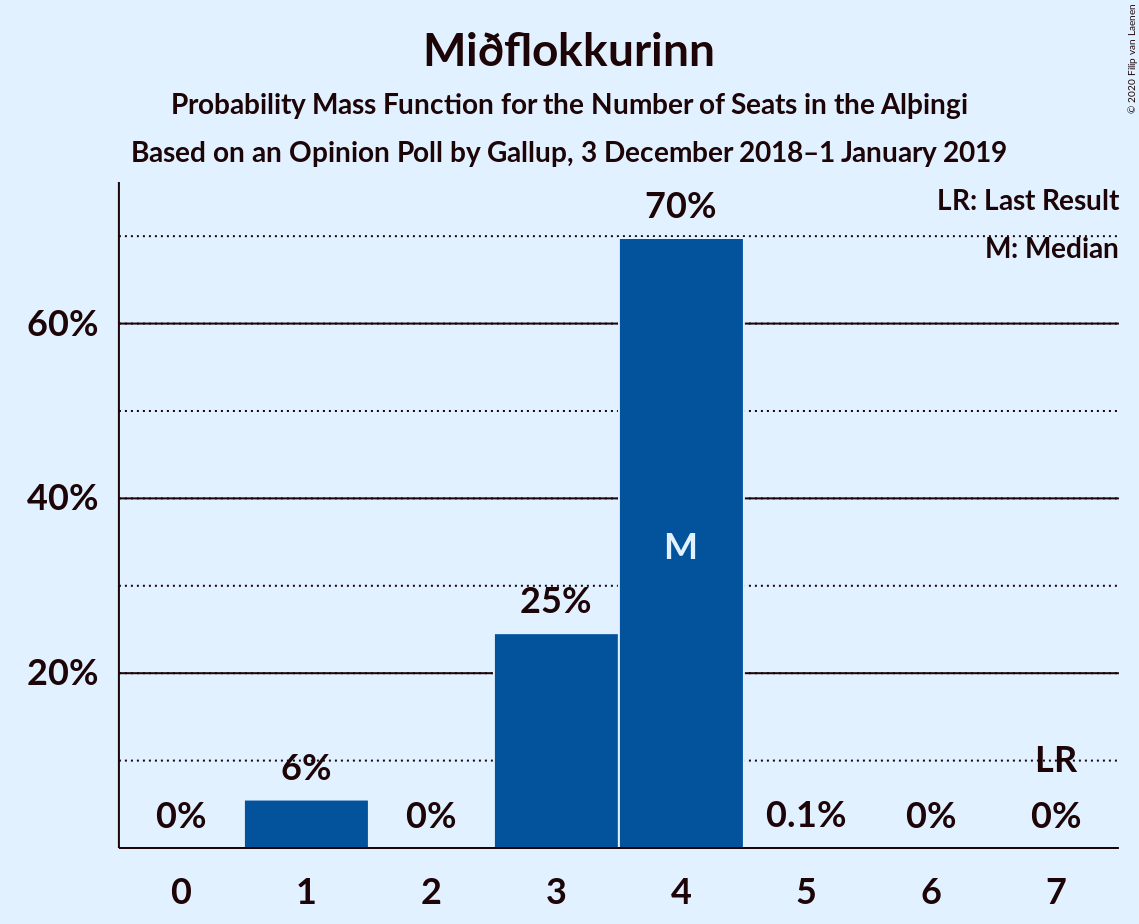 Miðflokkurinn
Probability Mass Function for the Number of Seats in the Alþingi
Based on an Opinion Poll by Gallup, 3 December 2018–1 January 2019
© 2020 Filip van Laenen
LR: Last Result
M: Median
70%
60%
40%
M
25%
20%
6%
LR
0%
0%
0.1%
0%
0%
0 1 2 3 4 5 6 7